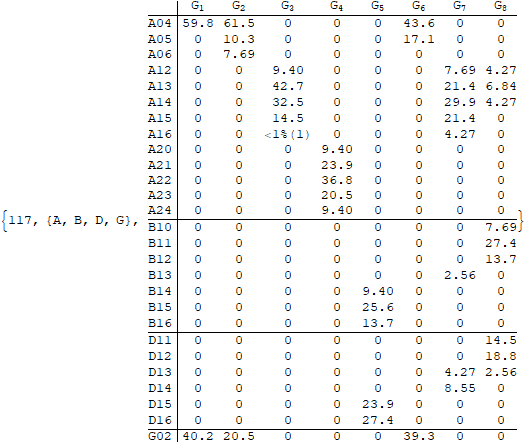 G₁ G₂ G₃ G₄ G₅ G₆ G₇ G₈
A04 59.8 61.5 0 0 0 43.6 0 0
A05 0 10.3 0 0 0 17.1 0 0
A06 0 7.69 0 0 0 0 0 0
A12 0 0 9.40 0 0 0 7.69 4.27
A13 0 0 42.7 0 0 0 21.4 6.84
A14 0 0 32.5 0 0 0 29.9 4.27
A15 0 0 14.5 0 0 0 21.4 0
A16 0 0 <1%(1) 0 0 0 4.27 0
A20 0 0 0 9.40 0 0 0 0
A21 0 0 0 23.9 0 0 0 0
A22 0 0 0 36.8 0 0 0 0
A23 0 0 0 20.5 0 0 0 0
A24 0 0 0 9.40 0 0 0 0
{117, {A, B, D, G}, }
B10 0 0 0 0 0 0 0 7.69
B11 0 0 0 0 0 0 0 27.4
B12 0 0 0 0 0 0 0 13.7
B13 0 0 0 0 0 0 2.56 0
B14 0 0 0 0 9.40 0 0 0
B15 0 0 0 0 25.6 0 0 0
B16 0 0 0 0 13.7 0 0 0
D11 0 0 0 0 0 0 0 14.5
D12 0 0 0 0 0 0 0 18.8
D13 0 0 0 0 0 0 4.27 2.56
D14 0 0 0 0 0 0 8.55 0
D15 0 0 0 0 23.9 0 0 0
D16 0 0 0 0 27.4 0 0 0
G02 40.2 20.5 0 0 0 39.3 0 0